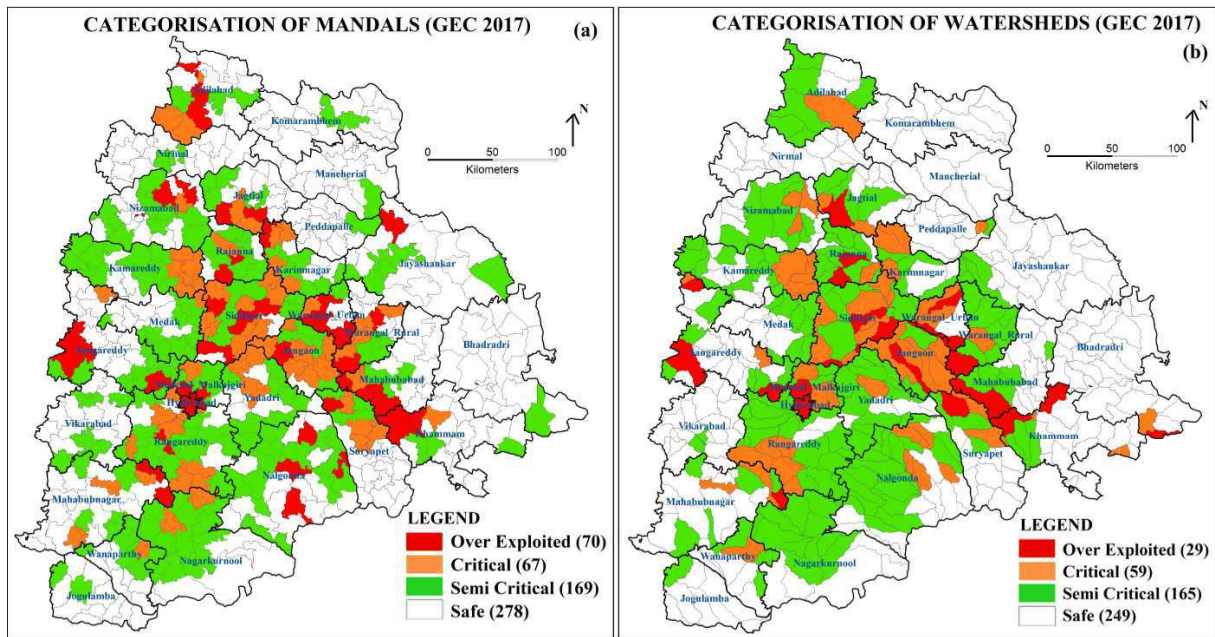 CATEGORISATION OF MANDALS (GEC 2017)
(a)
N
0 50 100
Kilometers
Adilabad
Komarambhem
Nirmal
Mancherial
Nizamabad
Jagtial
Peddapalle
Rajanna
Kamareddy
Karimnagar
Jayashankar
Medak
Siddipet
Warangal_Urban
Warangal_Rural
Sangareddy
Jangaon
Bhadradri
Mahabubabad
Medchal_Malkajgiri
Hyderabad
Yadadri
Vikarabad
Khammam
Rangareddy
Suryapet
Nalgonda
Mahabubnagar
Wanaparthy
Nagarkurnool
Jogulamba
LEGEND
Over Exploited (70)
Critical (67)
Semi Critical (169)
Safe (278)
CATEGORISATION OF WATERSHEDS (GEC 2017)
(b)
N
0 50 100
Kilometers
Adilabad
Komarambhem
Nirmal
Mancherial
Nizamabad
Jagtial
Peddapalle
Rajanna
Kamareddy
Karimnagar
Jayashankar
Medak
Siddipet
Warangal_Urban
Warangal_Rural
Sangareddy
Jangaon
Bhadradri
Mahabubabad
Medchal_Malkajgiri
Hyderabad
Yadadri
Vikarabad
Khammam
Rangareddy
Suryapet
Nalgonda
Mahabubnagar
Wanaparthy
Nagarkurnool
Jogulamba
LEGEND
Over Exploited (29)
Critical (59)
Semi Critical (165)
Safe (249)